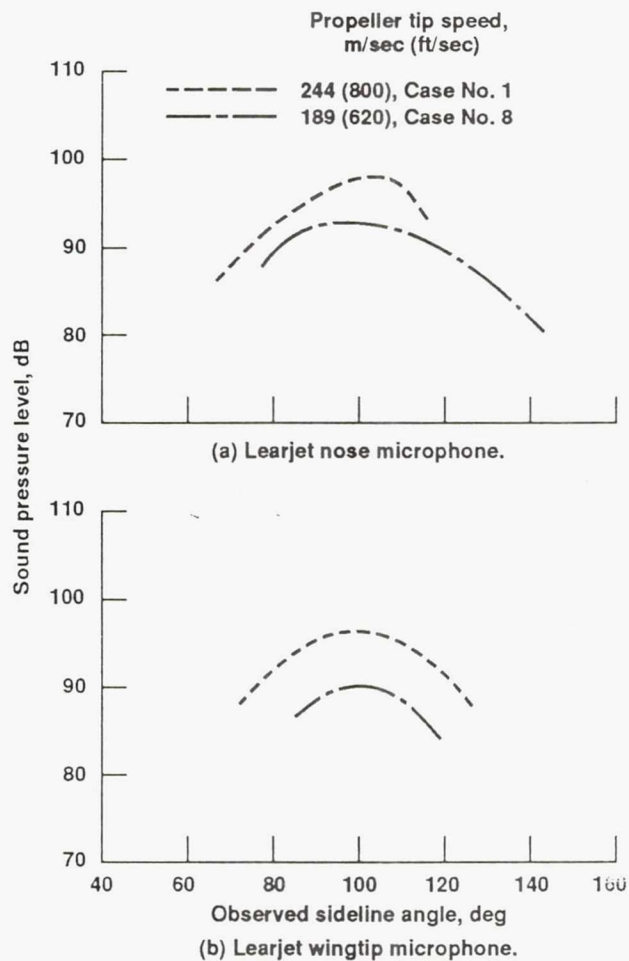 Propeller tip speed,
m/sec (ft/sec)
244 (800), Case No. 1
189 (620), Case No. 8
Sound pressure level, dB
110
100
90
80
70
(a) Learjet nose microphone.
110
100
90
80
70
40 60 80 100 120 140 160
Observed sideline angle, deg
(b) Learjet wingtip microphone.